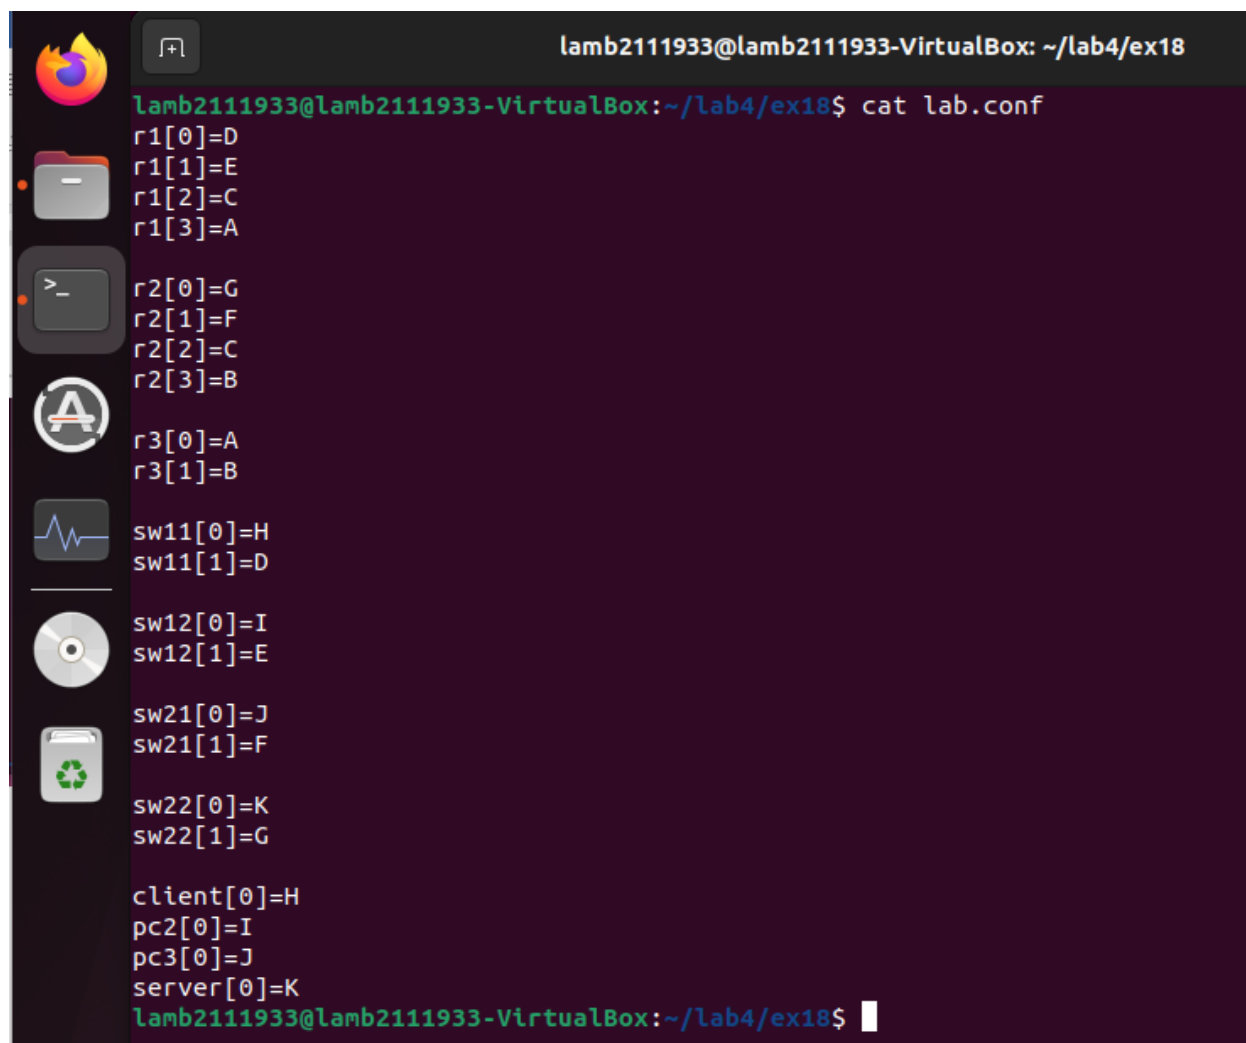 lamb2111933@lamb2111933-VirtualBox: ~/lab4/ex18
lamb2111933@lamb2111933-VirtualBox:~/lab4/ex18$ cat lab.conf
r1[0]=D
r1[1]=E
r1[2]=C
r1[3]=A
r2[0]=G
r2[1]=F
r2[2]=C
r2[3]=B
r3[0]=A
r3[1]=B
sw11[0]=H
sw11[1]=D
sw12[0]=I
sw12[1]=E
sw21[0]=J
sw21[1]=F
sw22[0]=K
sw22[1]=G
client[0]=H
pc2[0]=I
pc3[0]=J
server[0]=K
lamb2111933@lamb2111933-VirtualBox:~/lab4/ex18$